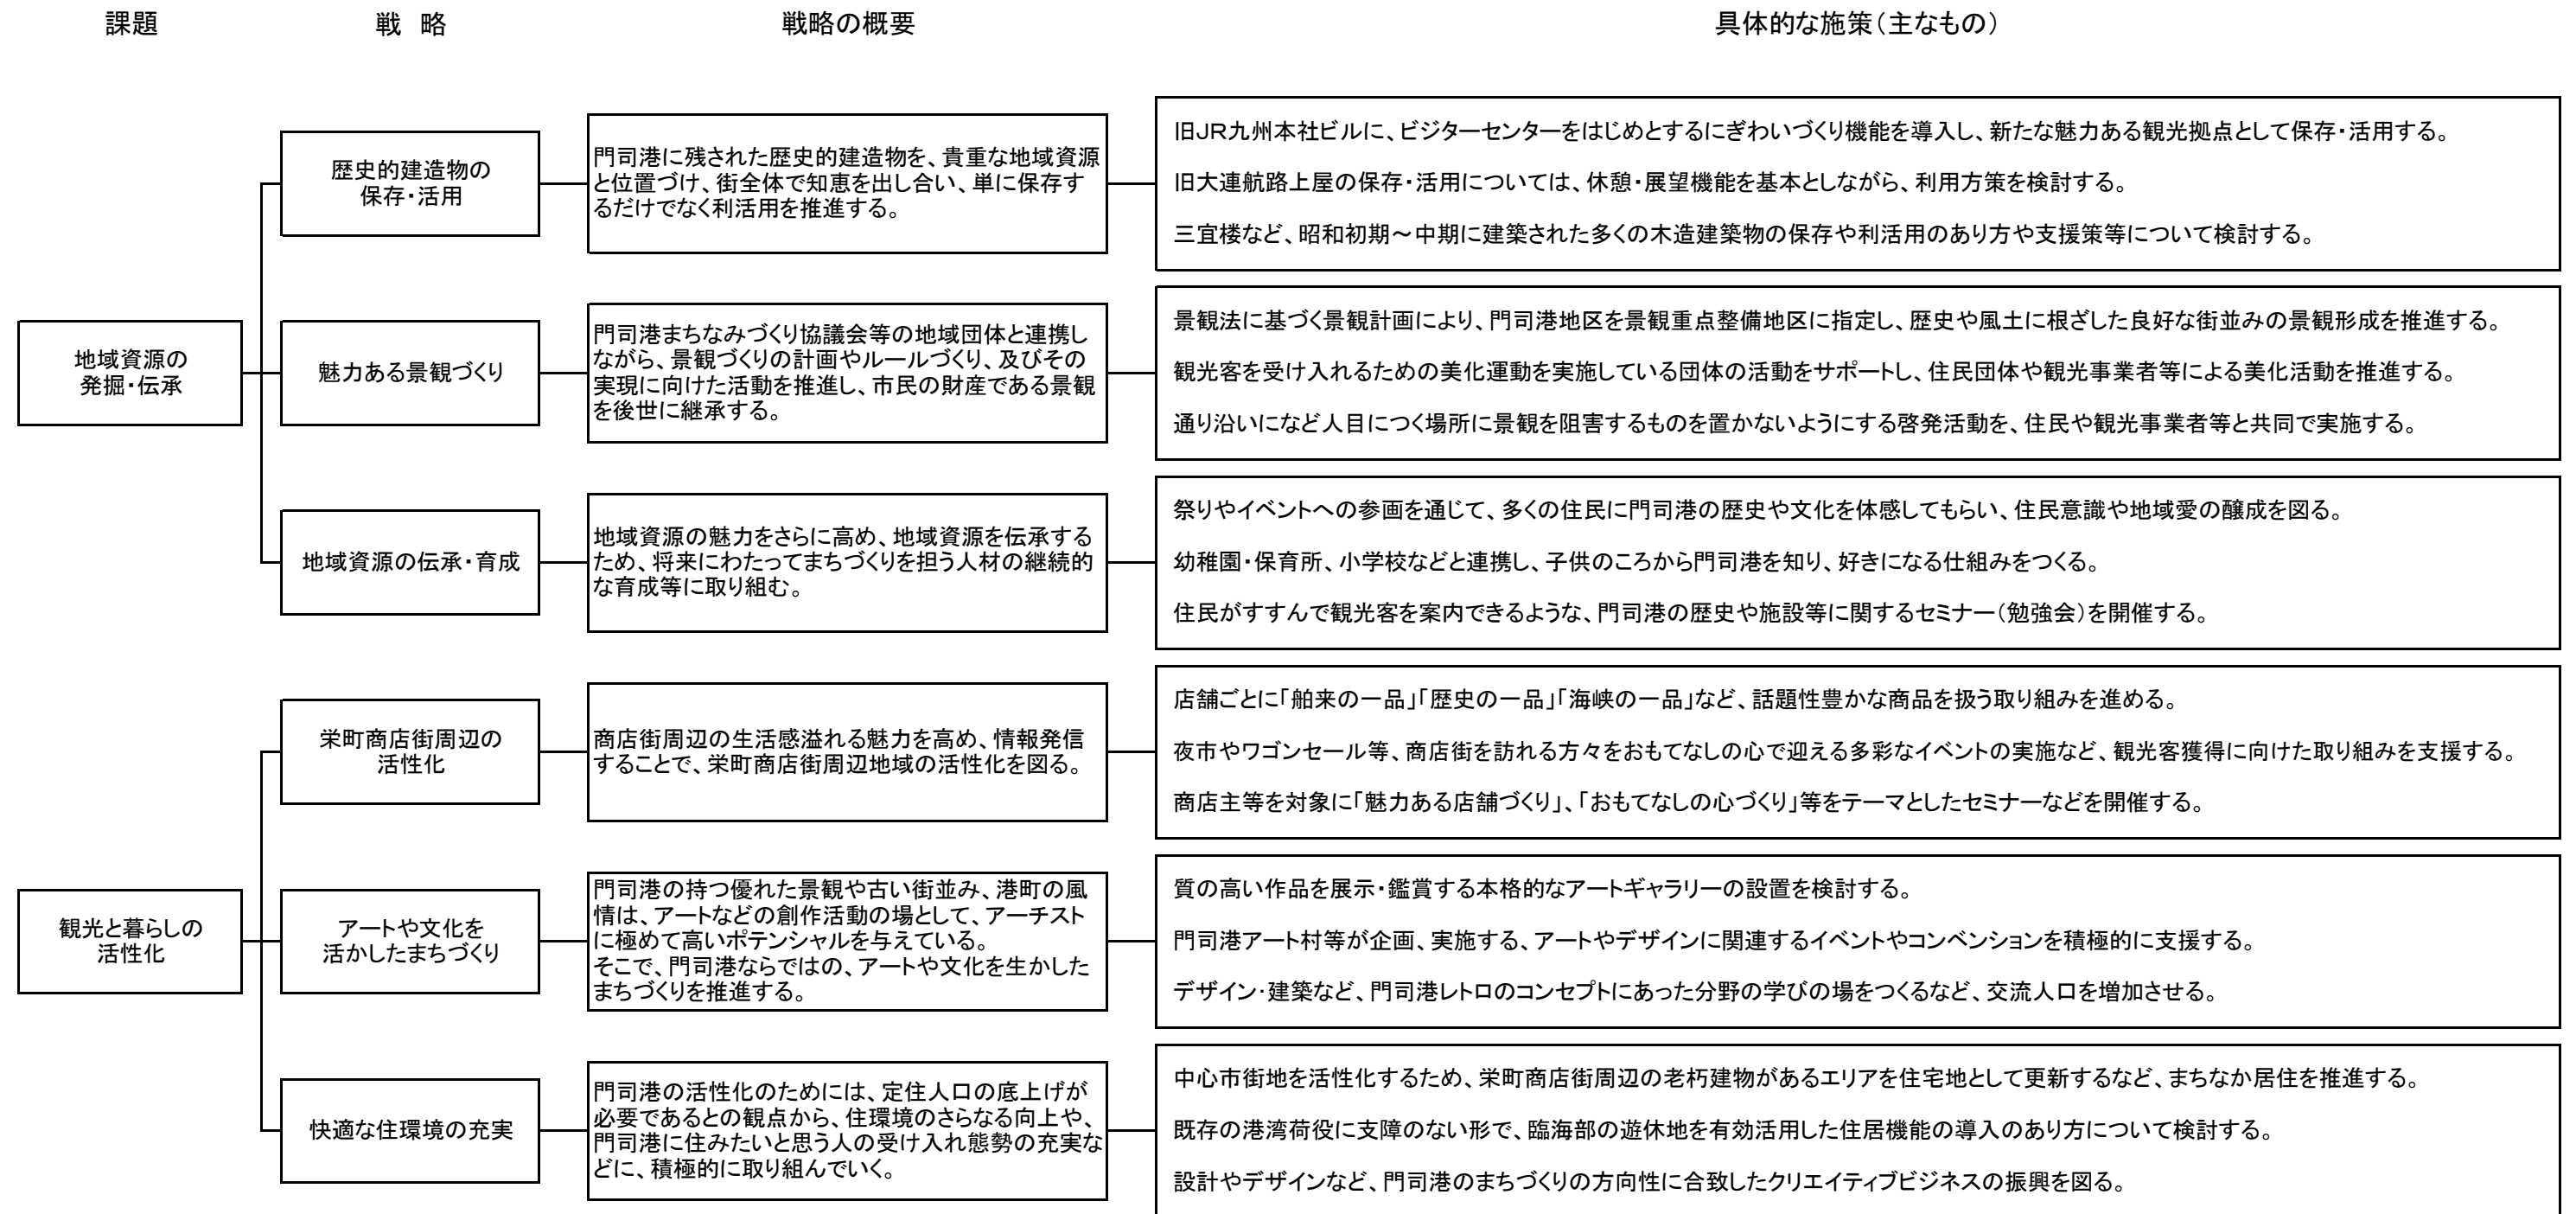 課題
戦 略
戦略の概要
具体的な施策(主なもの)
地域資源の
発掘・伝承
歴史的建造物の
保存・活用
門司港に残された歴史的建造物を、貴重な地域資源
と位置づけ、街全体で知恵を出し合い、単に保存す
るだけでなく利活用を推進する。
旧JR九州本社ビルに、ビジターセンターをはじめとするにぎわいづくり機能を導入し、新たな魅力ある観光拠点として保存・活用する。
旧大連航路上屋の保存・活用については、休憩・展望機能を基本としながら、利用方策を検討する。
三宜楼など、昭和初期~中期に建築された多くの木造建築物の保存や利活用のあり方や支援策等について検討する。
魅力ある景観づくり
門司港まちなみづくり協議会等の地域団体と連携し
ながら、景観づくりの計画やルールづくり、及びその
実現に向けた活動を推進し、市民の財産である景観
を後世に継承する。
景観法に基づく景観計画により、門司港地区を景観重点整備地区に指定し、歴史や風土に根ざした良好な街並みの景観形成を推進する。
観光客を受け入れるための美化運動を実施している団体の活動をサポートし、住民団体や観光事業者等による美化活動を推進する。
通り沿いになど人目につく場所に景観を阻害するものを置かないようにする啓発活動を、住民や観光事業者等と共同で実施する。
地域資源の伝承・育成
地域資源の魅力をさらに高め、地域資源を伝承する
ため、将来にわたってまちづくりを担う人材の継続的
な育成等に取り組む。
祭りやイベントへの参画を通じて、多くの住民に門司港の歴史や文化を体感してもらい、住民意識や地域愛の醸成を図る。
幼稚園・保育所、小学校などと連携し、子供のころから門司港を知り、好きになる仕組みをつくる。
住民がすすんで観光客を案内できるような、門司港の歴史や施設等に関するセミナー(勉強会)を開催する。
観光と暮らしの
活性化
栄町商店街周辺の
活性化
商店街周辺の生活感溢れる魅力を高め、情報発信
することで、栄町商店街周辺地域の活性化を図る。
店舗ごとに「舶来の一品」「歴史の一品」「海峡の一品」など、話題性豊かな商品を扱う取り組みを進める。
夜市やワゴンセール等、商店街を訪れる方々をおもてなしの心で迎える多彩なイベントの実施など、観光客獲得に向けた取り組みを支援する。
商店主等を対象に「魅力ある店舗づくり」、「おもてなしの心づくり」等をテーマとしたセミナーなどを開催する。
アートや文化を
活かしたまちづくり
門司港の持つ優れた景観や古い街並み、港町の風
情は、アートなどの創作活動の場として、アーチスト
に極めて高いポテンシャルを与えている。
そこで、門司港ならではの、アートや文化を生かした
まちづくりを推進する。
質の高い作品を展示・鑑賞する本格的なアートギャラリーの設置を検討する。
門司港アート村等が企画、実施する、アートやデザインに関連するイベントやコンベンションを積極的に支援する。
デザイン・建築など、門司港レトロのコンセプトにあった分野の学びの場をつくるなど、交流人口を増加させる。
快適な住環境の充実
門司港の活性化のためには、定住人口の底上げが
必要であるとの観点から、住環境のさらなる向上や、
門司港に住みたいと思う人の受け入れ態勢の充実な
どに、積極的に取り組んでいく。
中心市街地を活性化するため、栄町商店街周辺の老朽建物があるエリアを住宅地として更新するなど、まちなか居住を推進する。
既存の港湾荷役に支障のない形で、臨海部の遊休地を有効活用した住居機能の導入のあり方について検討する。
設計やデザインなど、門司港のまちづくりの方向性に合致したクリエイティブビジネスの振興を図る。